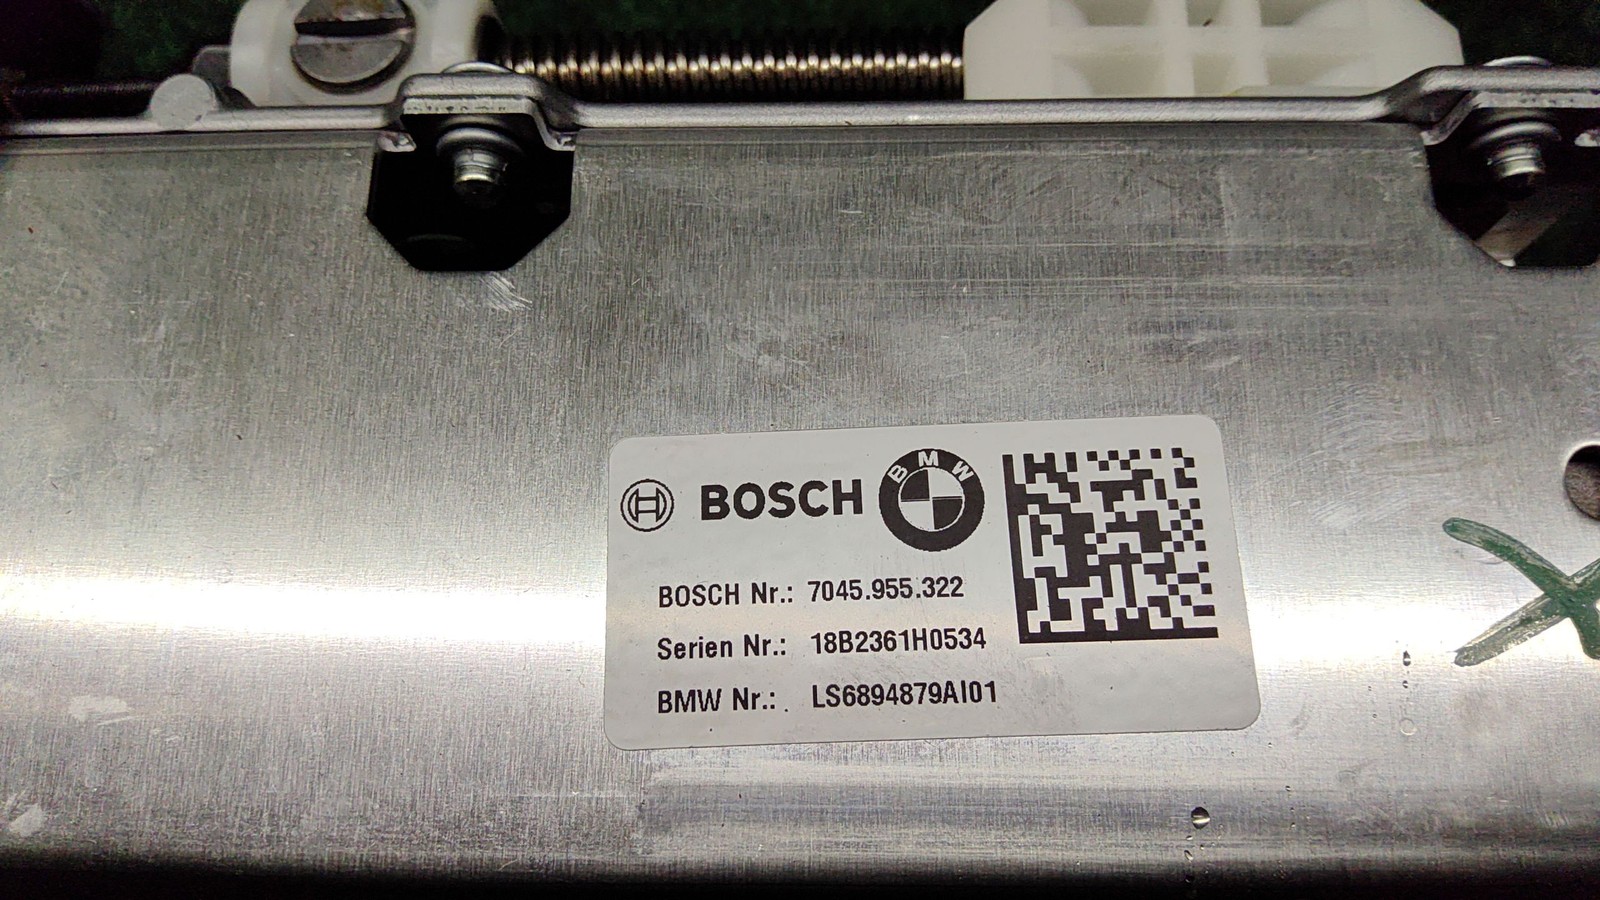 BOSCH BMW
BOSCH Nr.: 7045.955.322
Serien Nr.: 18B2361H0534
BMW Nr.: LS6894879AI01
X